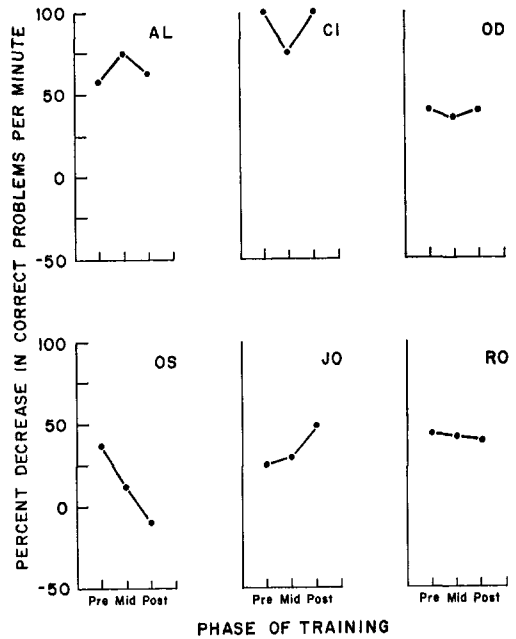 PERCENT DECREASE IN CORRECT PROBLEMS PER MINUTE
100
50
0
-50
AL
CI
OD
100
50
0
-50
OS
JO
RO
Pre Mid Post
Pre Mid Post
Pre Mid Post
PHASE OF TRAINING